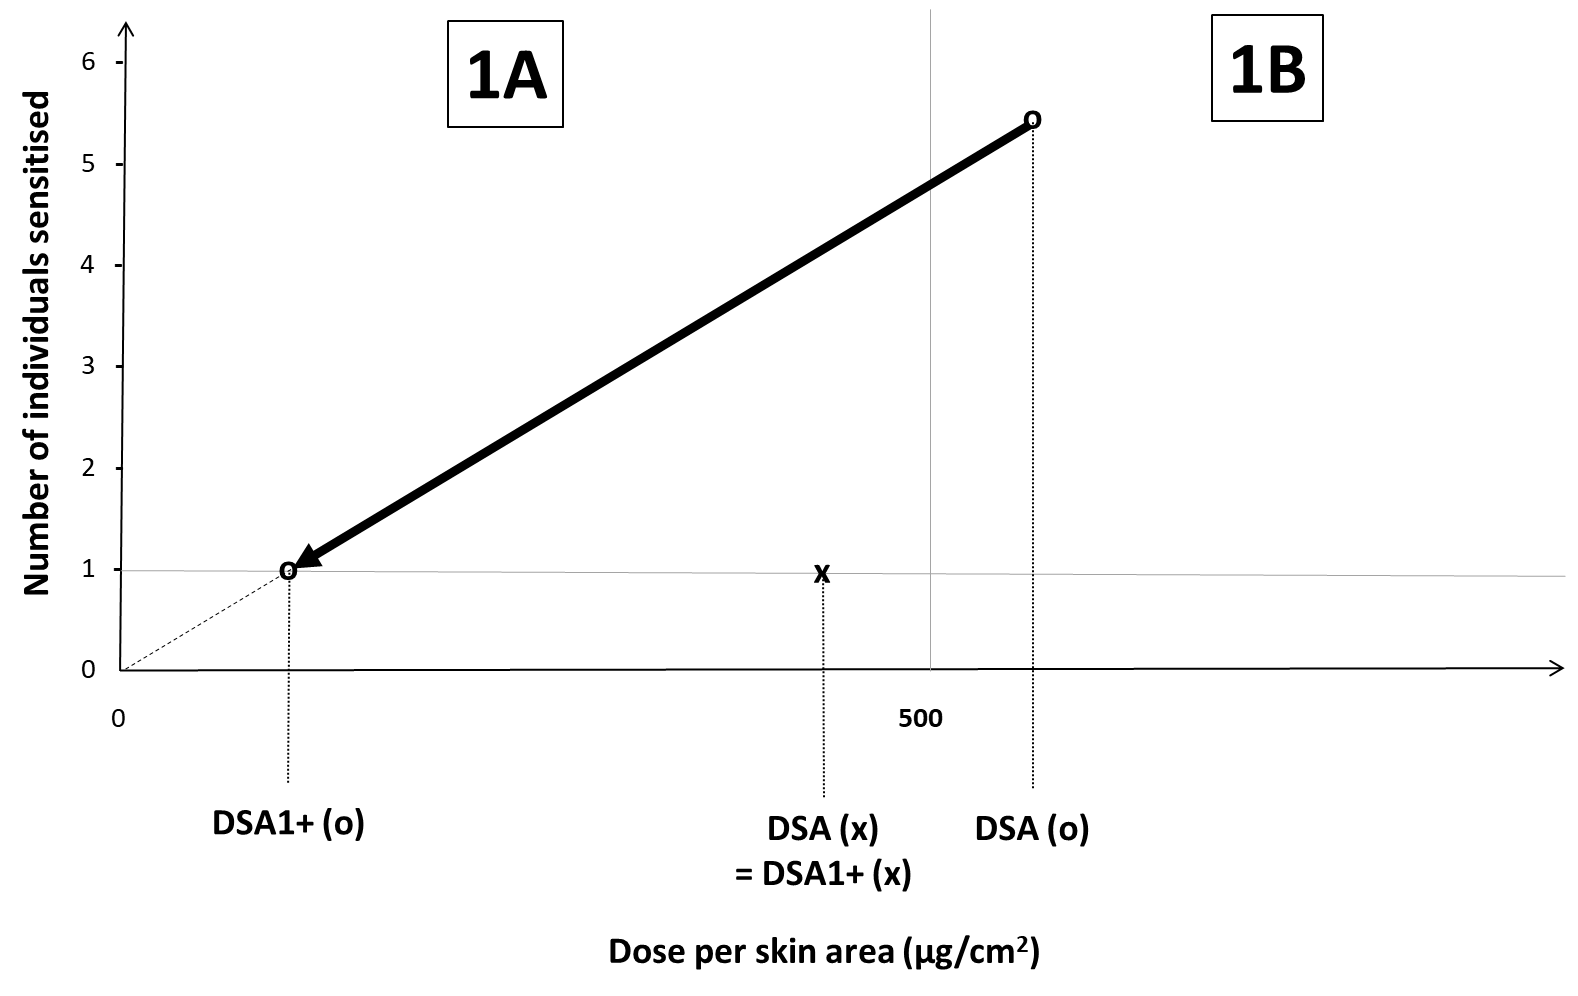 1A
1B
Number of individuals sensitised
6
5
4
3
2
1
0
o
o
x
0
500
DSA1+ (o)
DSA (x)
= DSA1+ (x)
DSA (o)
Dose per skin area (µg/cm²)